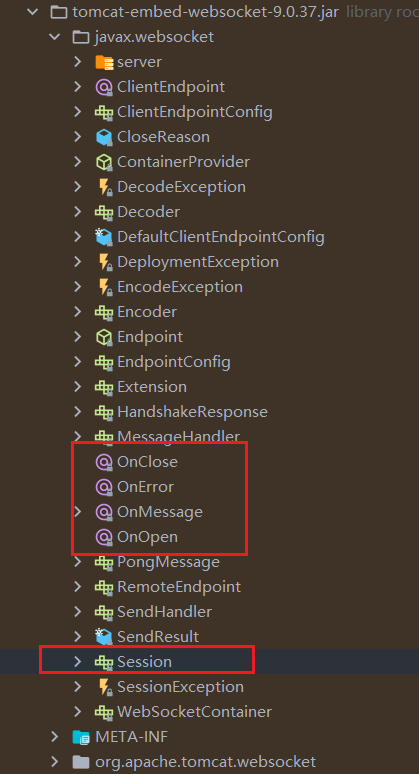 tomcat-embed-websocket-9.0.37.jar library roo
javax.websocket
server
ClientEndpoint
ClientEndpointConfig
CloseReason
ContainerProvider
DecodeException
Decoder
DefaultClientEndpointConfig
DeploymentException
EncodeException
Encoder
Endpoint
EndpointConfig
Extension
HandshakeResponse
MessageHandler
OnClose
OnError
OnMessage
OnOpen
PongMessage
RemoteEndpoint
SendHandler
SendResult
Session
SessionException
WebSocketContainer
META-INF
org.apache.tomcat.websocket